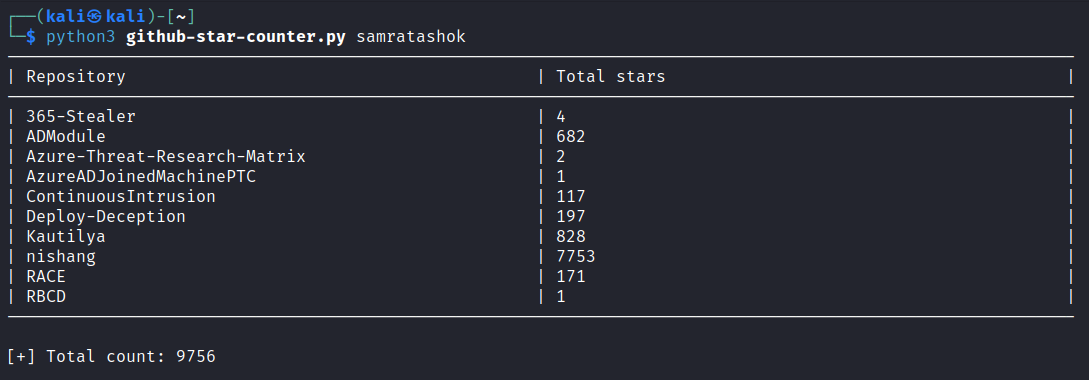 ┌──(kali㉿kali)-[~]
└─$ python3 github-star-counter.py samratashok
| Repository | Total stars |
| 365-Stealer | 4 |
| ADModule | 682 |
| Azure-Threat-Research-Matrix | 2 |
| AzureADJoinedMachinePTC | 1 |
| ContinuousIntrusion | 117 |
| Deploy-Deception | 197 |
| Kautilya | 828 |
| nishang | 7753 |
| RACE | 171 |
| RBCD | 1 |
[+] Total count: 9756